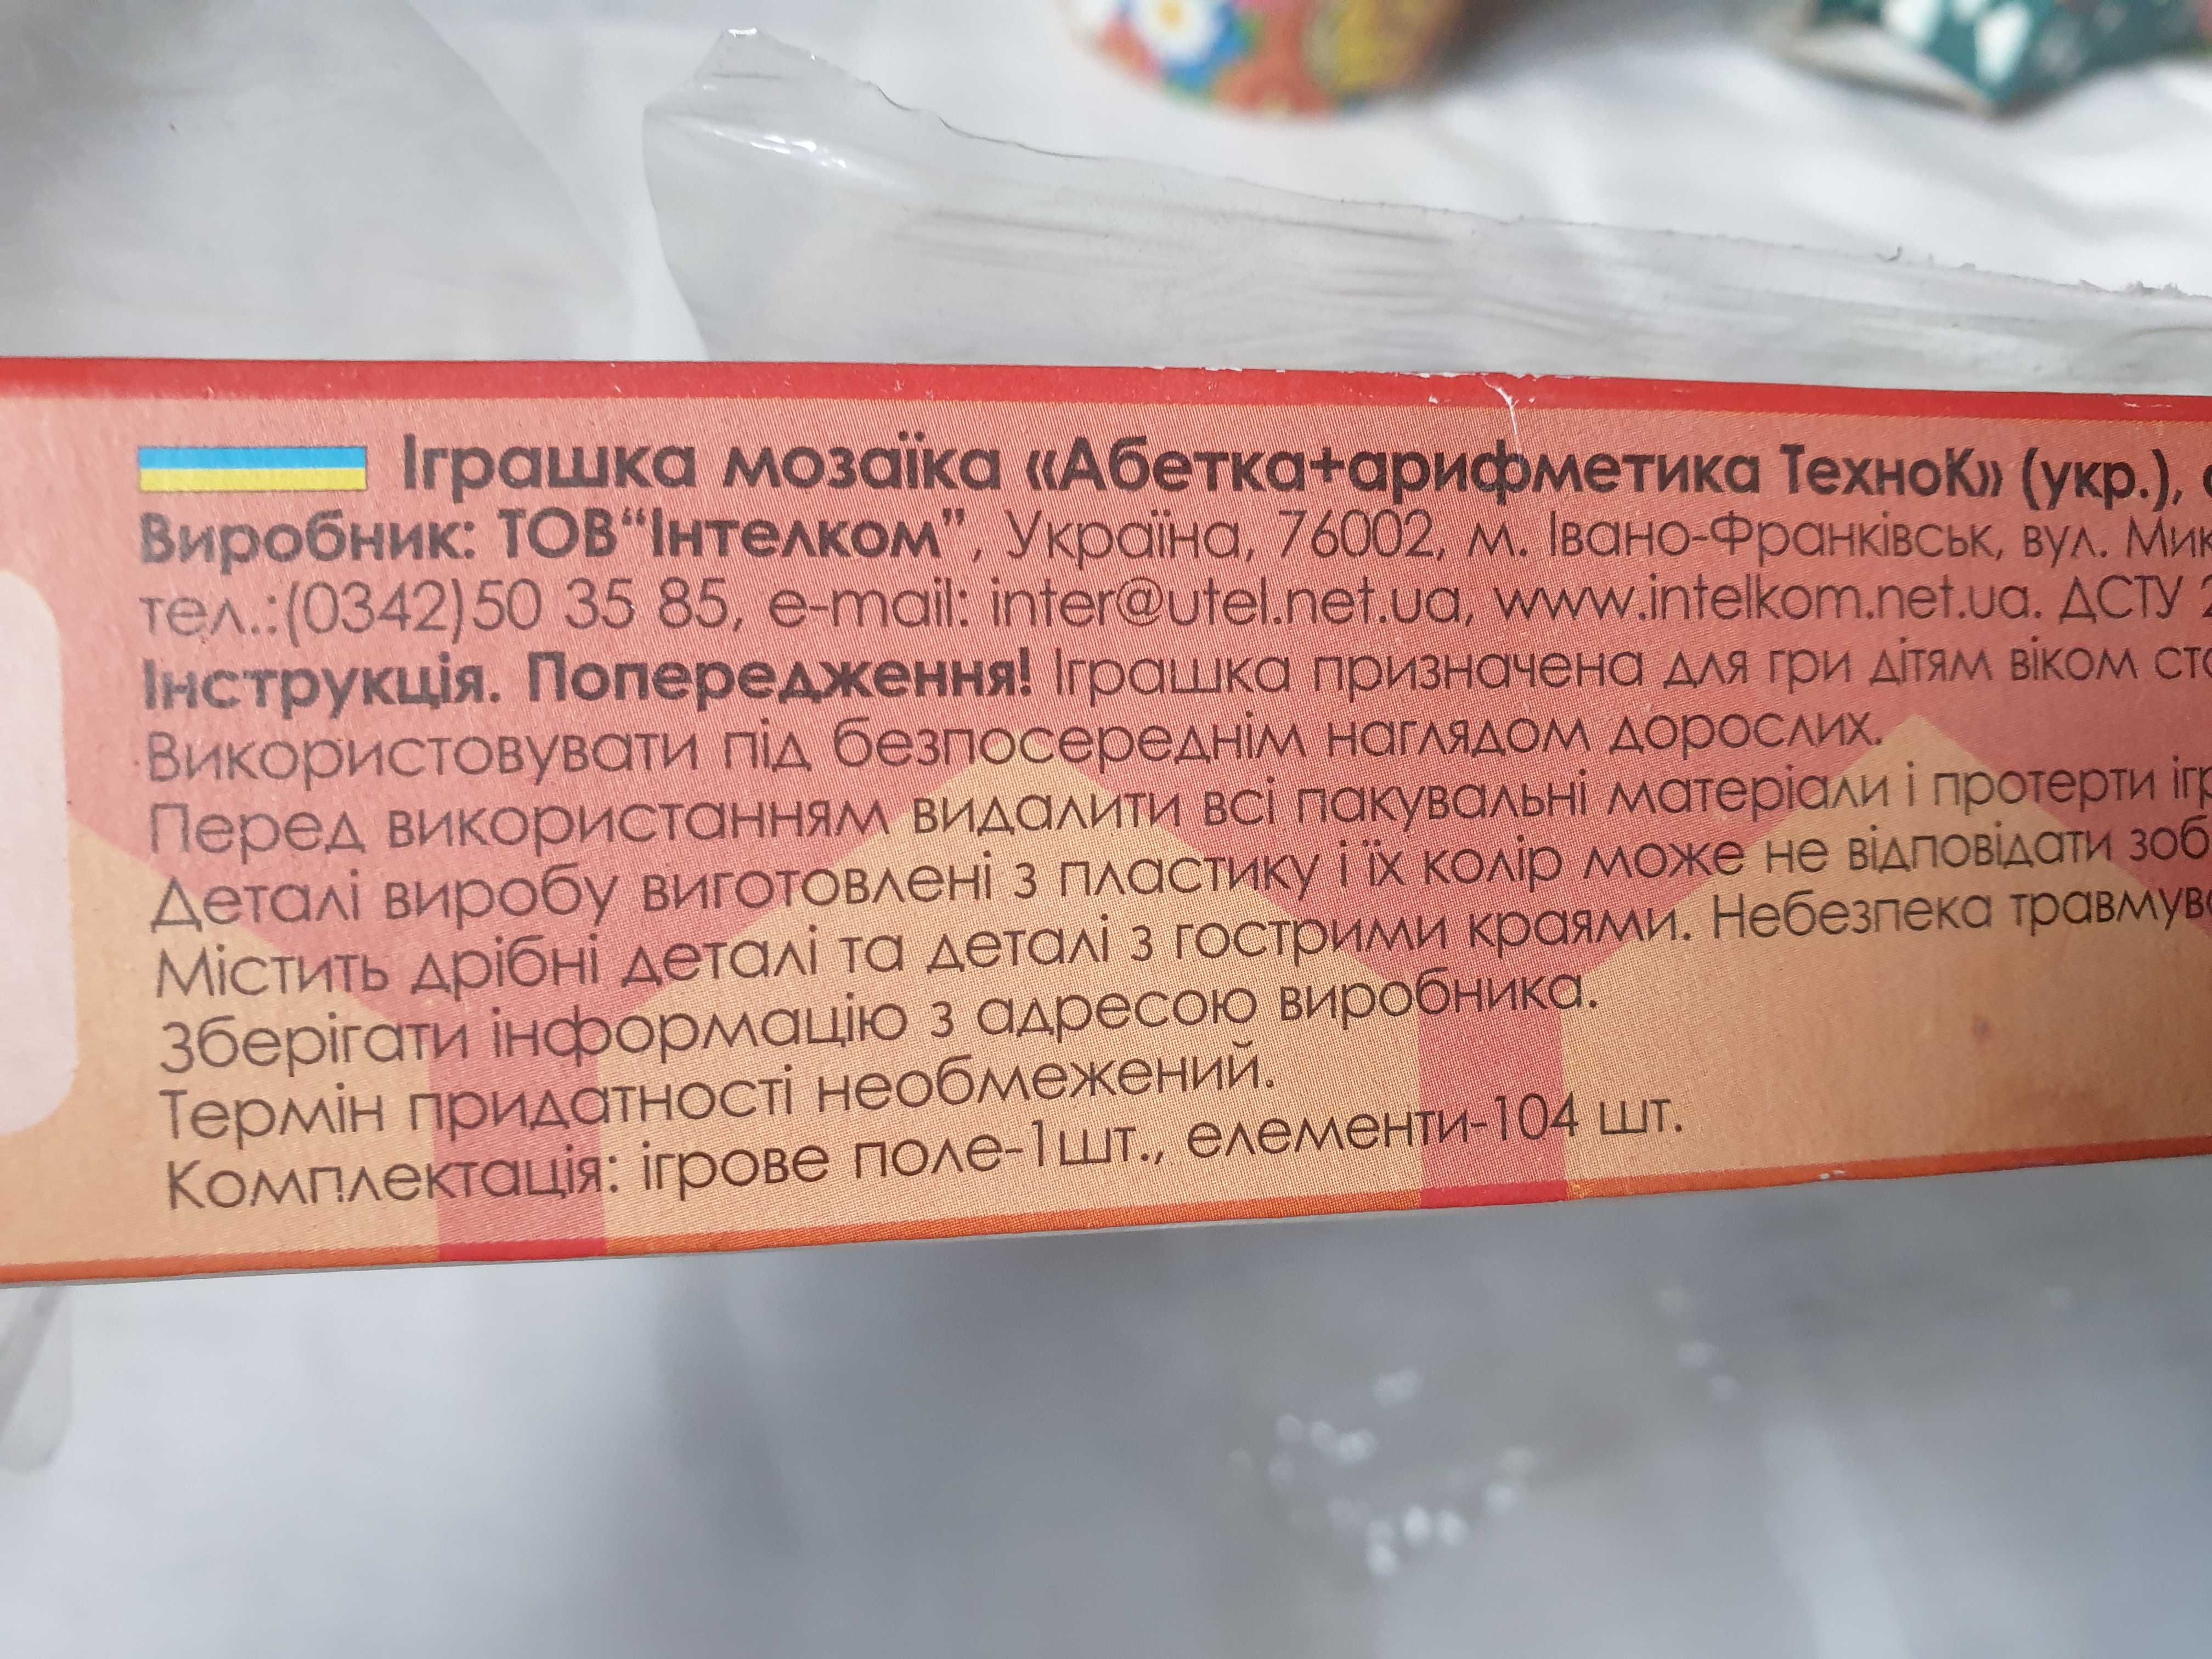 Іграшка мозаїка «Абетка+арифметика ТехноК» (укр.),
Виробник: ТОВ“Інтелком”, Україна, 76002, м. Івано-Франківськ, вул.
тел.:(0342)50 35 85, e-mail: inter@utel.net.ua, www.intelkom.net.ua. ДСТУ
Інструкція. Попередження! Іграшка призначена для гри дітям віком
Використовувати під безпосереднім наглядом дорослих.
Перед використанням видалити всі пакувальні матеріали і протерти
Деталі виробу виготовлені з пластику і їх колір може не відповідати
Містить дрібні деталі та деталі з гострими краями. Небезпека
Зберігати інформацію з адресою виробника.
Термін придатності необмежений.
Комплектація: ігрове поле-1шт., елементи-104 шт.